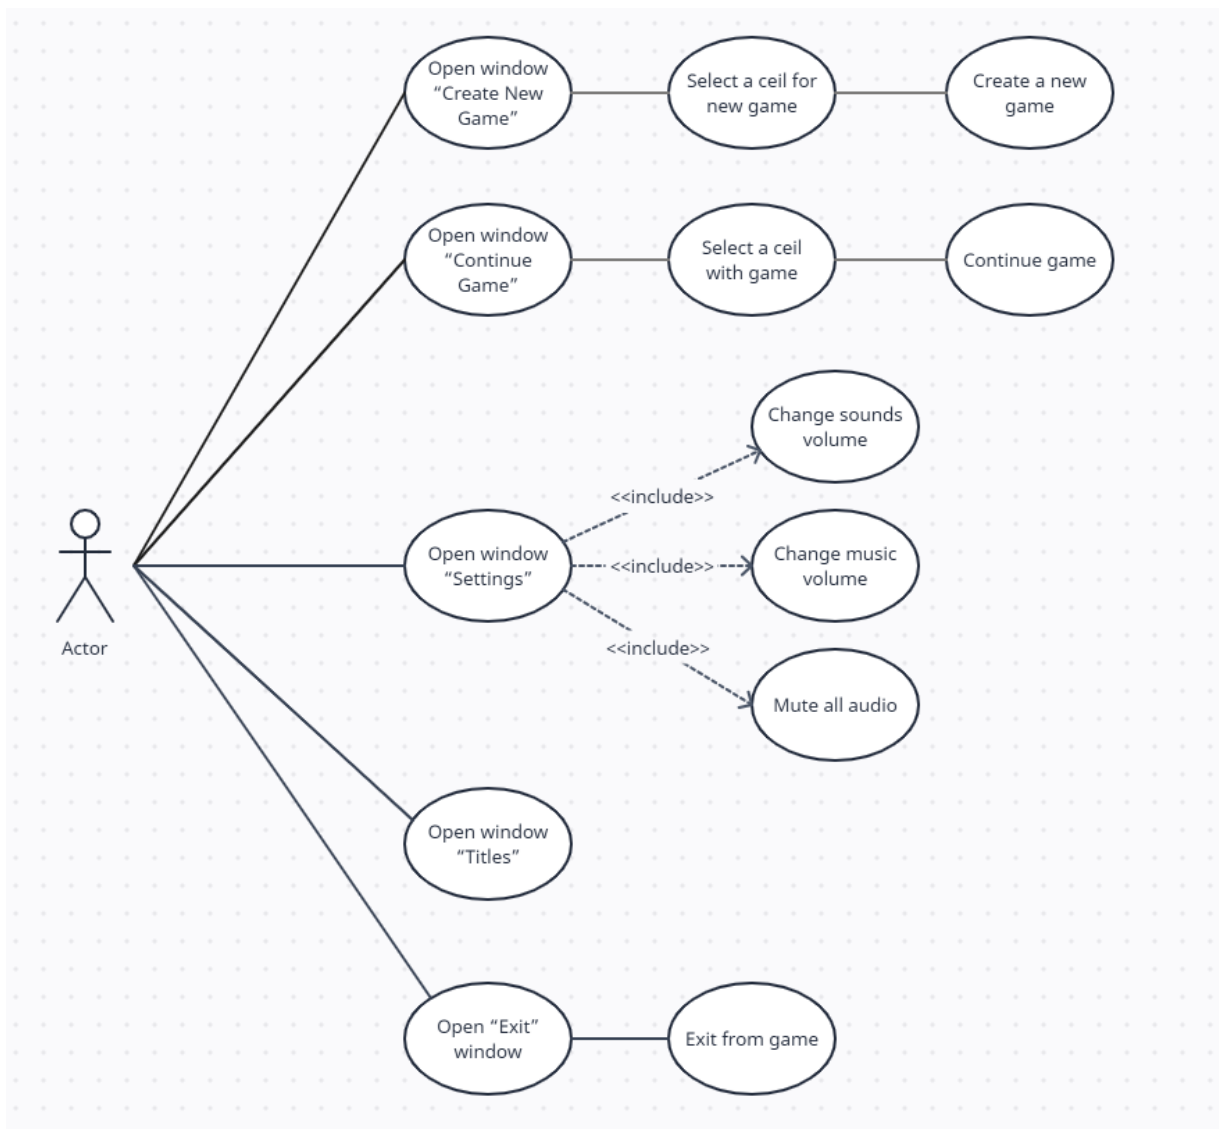 Open window
“Create New
Game”
Select a ceil for
new game
Create a new
game
Open window
“Continue
Game”
Select a ceil
with game
Continue game
Change sounds
volume
<<include>>
Open window
“Settings”
<<include>>
Change music
volume
<<include>>
Actor
Mute all audio
Open window
“Titles”
Open “Exit”
window
Exit from game